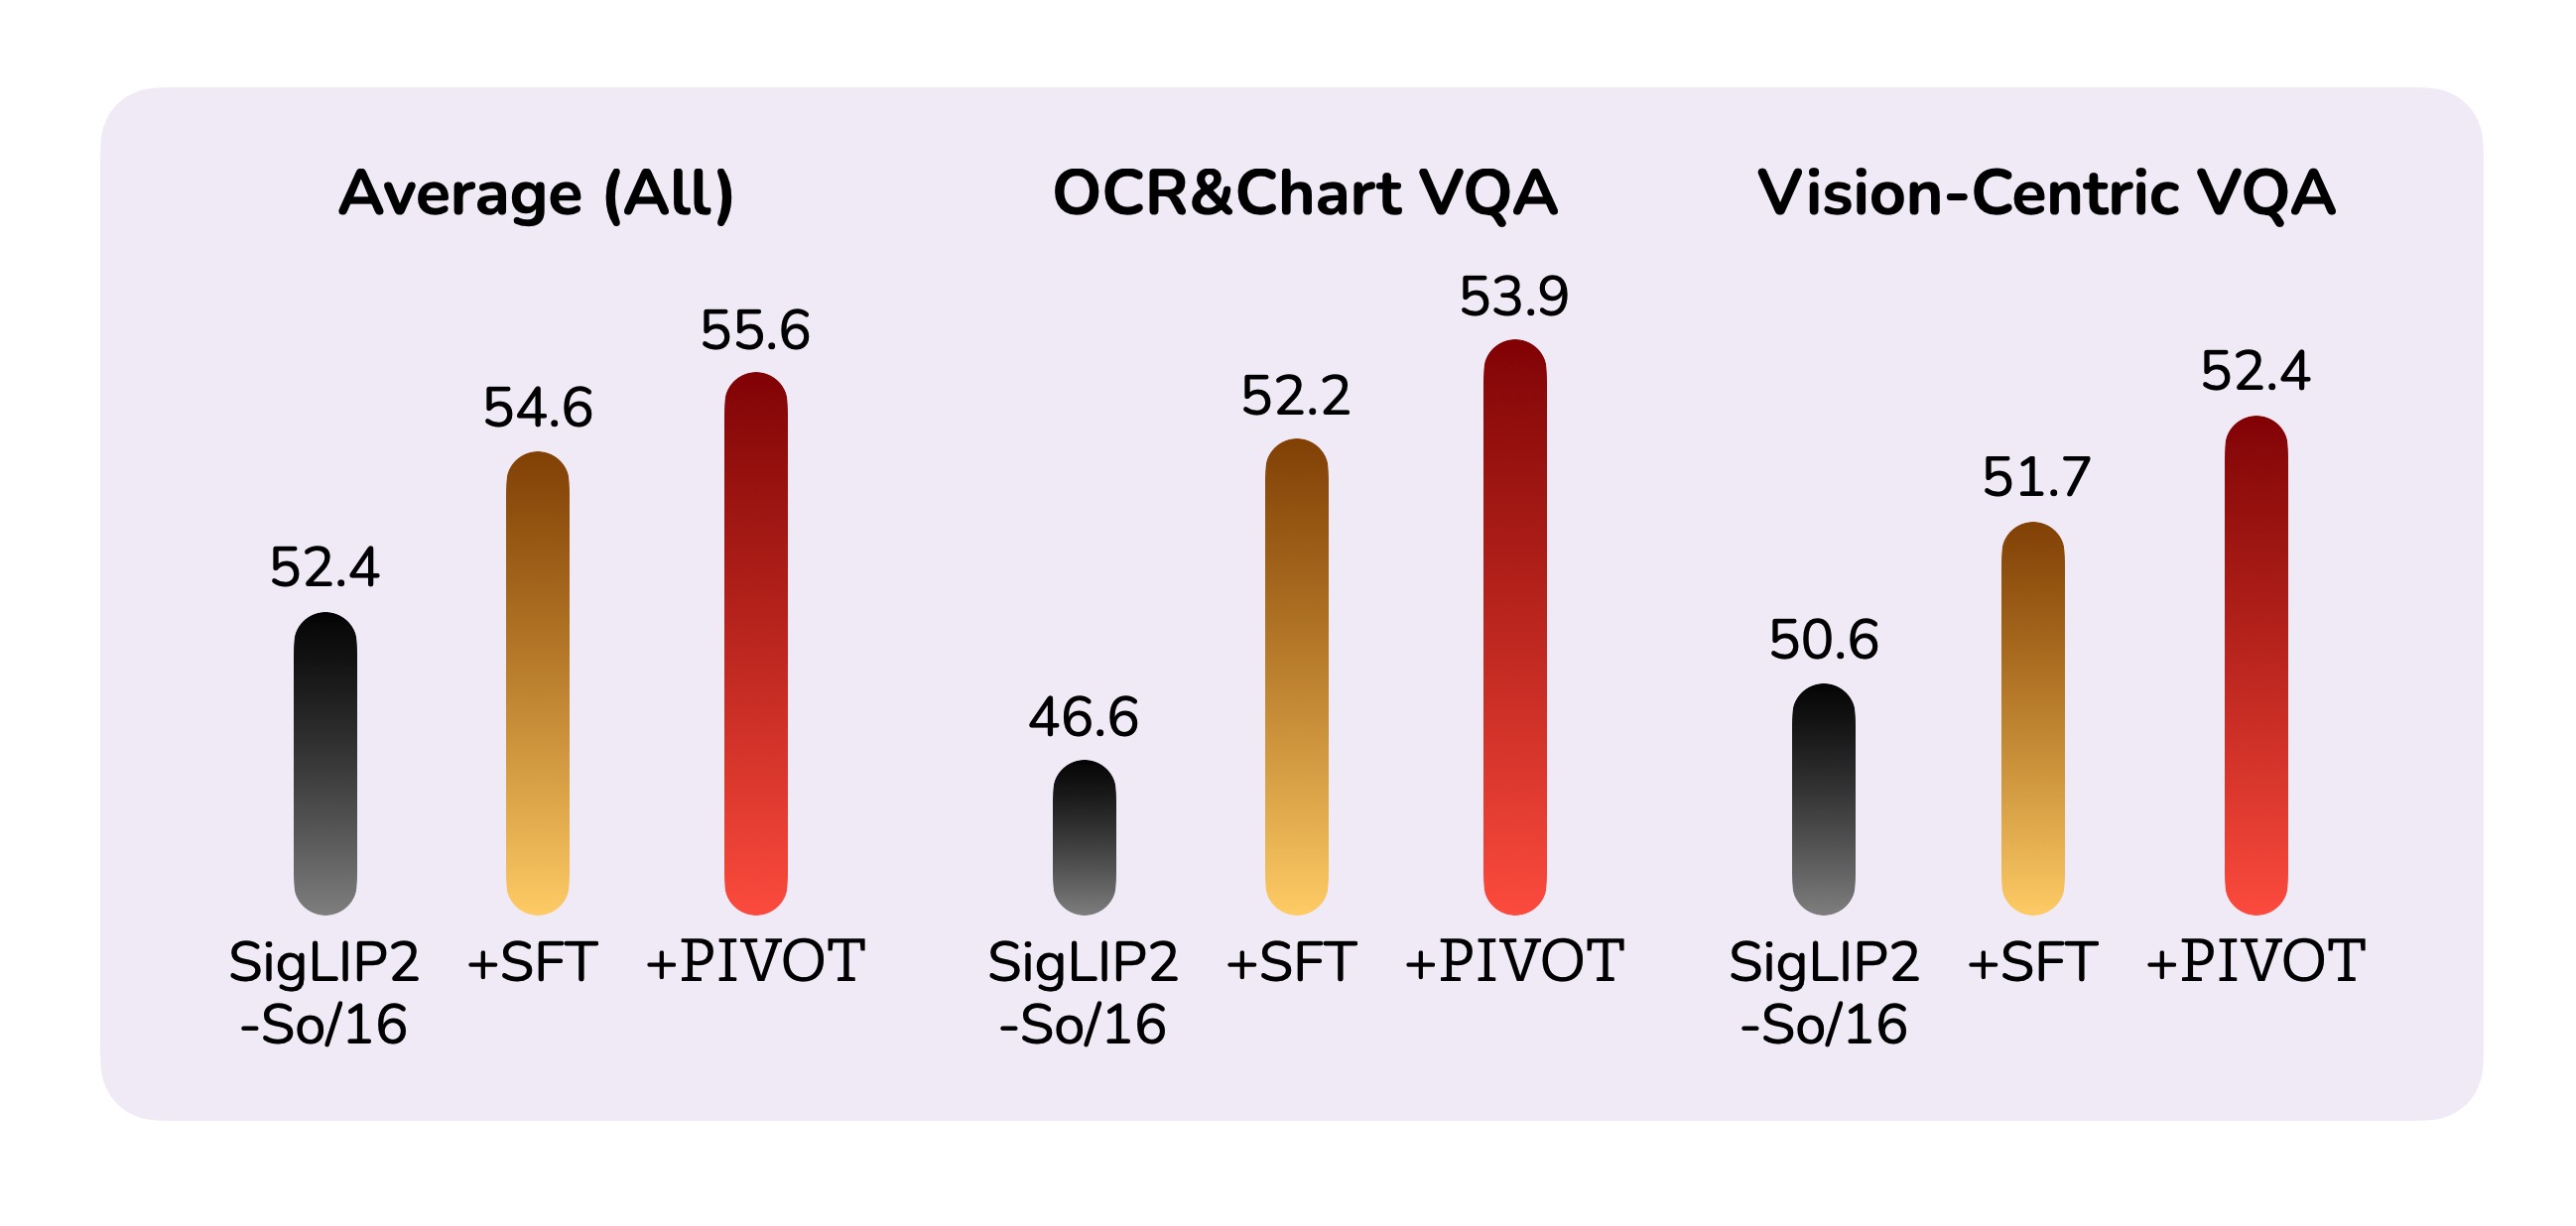 Average (All)
52.4
54.6
55.6
SigLIP2
-So/16
+SFT
+PIVOT
OCR&Chart VQA
46.6
52.2
53.9
SigLIP2
-So/16
+SFT
+PIVOT
Vision-Centric VQA
50.6
51.7
52.4
SigLIP2
-So/16
+SFT
+PIVOT